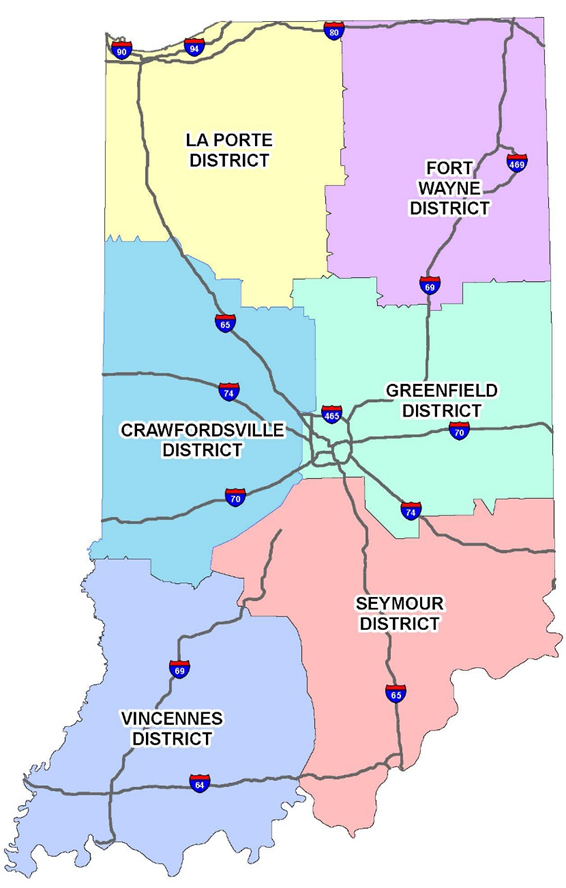 90
94
80
LA PORTE
DISTRICT
469
FORT
WAYNE
DISTRICT
69
65
74
465
GREENFIELD
DISTRICT
70
CRAWFORDSVILLE
DISTRICT
70
74
SEYMOUR
DISTRICT
69
65
VINCENNES
DISTRICT
64